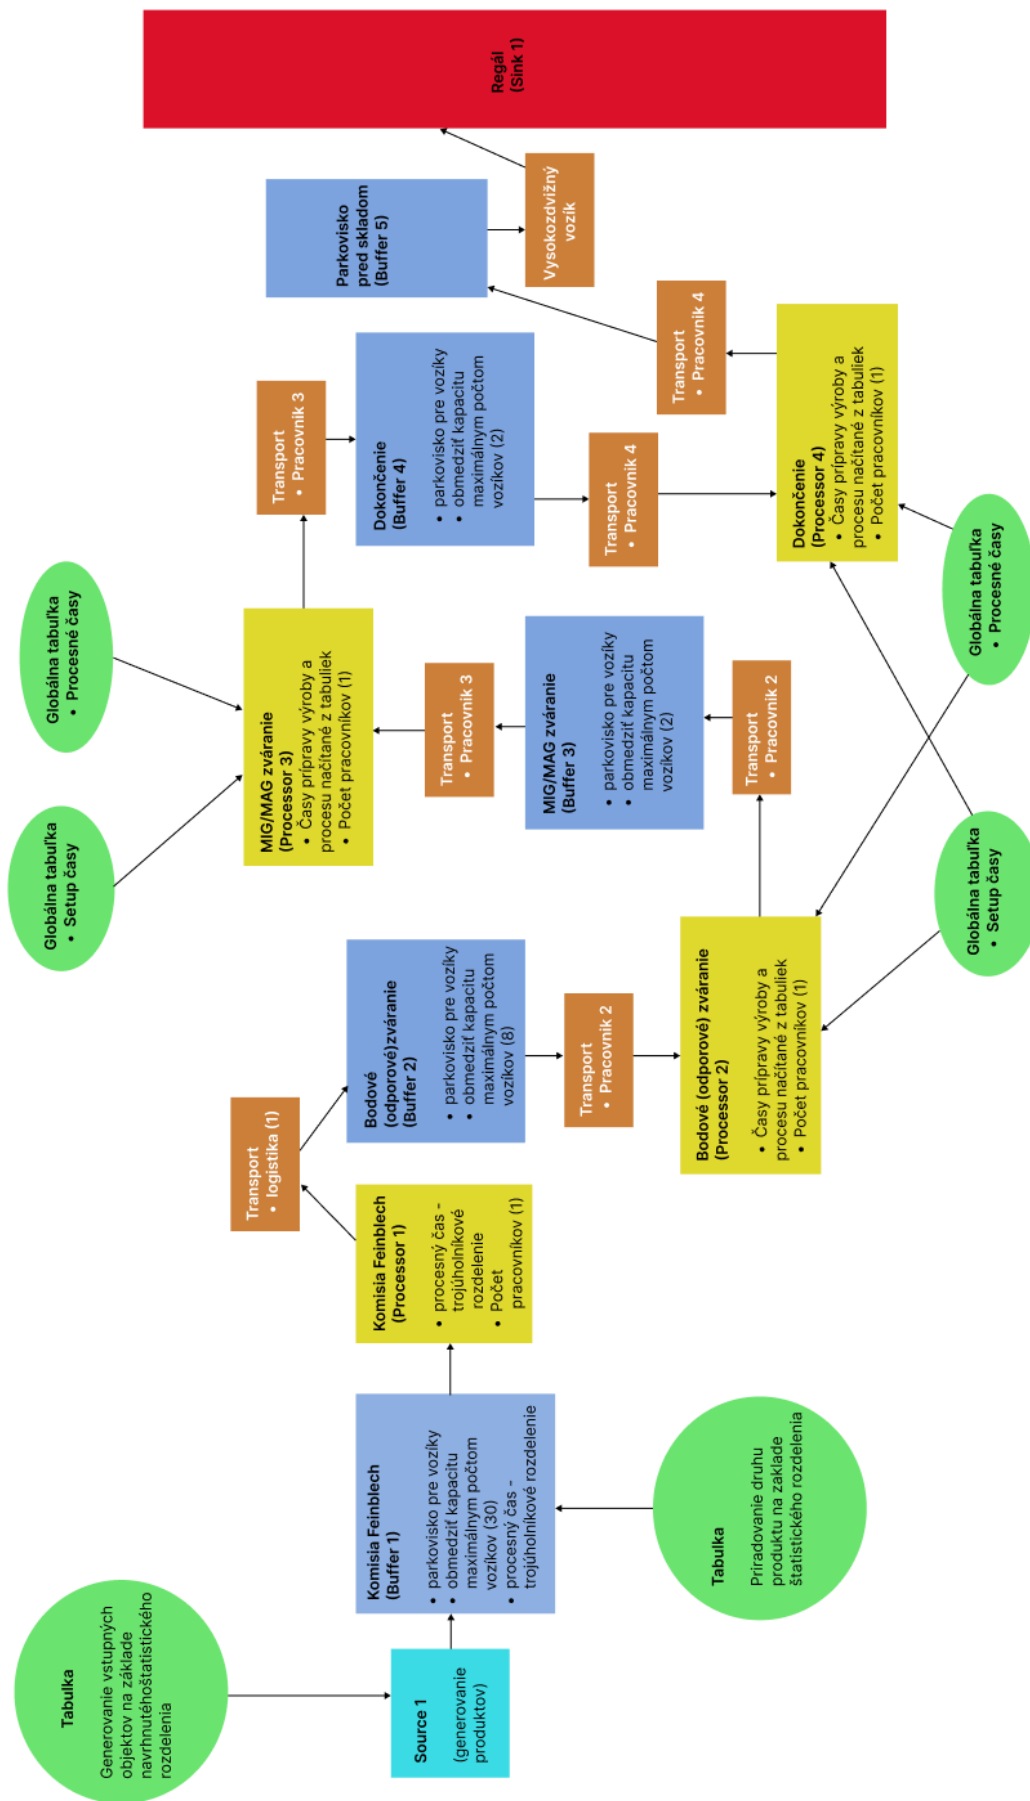 Tabulka
Generovanie vstupných
objektov na základe
navrhnutéhoštatistického
rozdelenia
Source 1
(generovanie
produktov)
Komisia Feinblech
(Buffer 1)
• parkovisko pre vozíky
• obmedziť kapacitu
maximálnym počtom
vozíkov (30)
• procesný čas -
trojúholníkové rozdelenie
Tabulka
Priradovanie druhu
produktu na zaklade
štatistického rozdelenia
Komisia Feinblech
(Processor 1)
• procesný čas -
trojúholníkové
rozdelenie
• Počet
pracovníkov (1)
Transport
• logistika (1)
Bodové
(odporové)zváranie
(Buffer 2)
• parkovisko pre vozíky
• obmedziť kapacitu
maximálnym počtom
vozíkov (8)
Transport
• Pracovnik 2
Bodové (odporové) zváranie
(Processor 2)
• Časy prípravy výroby a
procesu načítané z tabuliek
• Počet pracovníkov (1)
Globálna tabuľka
• Setup časy
Globálna tabuľka
• Procesné časy
MIG/MAG zváranie
(Processor 3)
• Časy prípravy výroby a
procesu načítané z tabuliek
• Počet pracovníkov (1)
Transport
• Pracovník 3
MIG/MAG zváranie
(Buffer 3)
• parkovisko pre vozíky
• obmedziť kapacitu
maximálnym počtom
vozíkov (2)
Transport
• Pracovnik 2
Globálna tabuľka
• Setup časy
Globálna tabuľka
• Procesné časy
Transport
• Pracovník 3
Dokončenie
(Buffer 4)
• parkovisko pre vozíky
• obmedziť kapacitu
maximálnym počtom
vozíkov (2)
Transport
• Pracovník 4
Dokončenie
(Processor 4)
• Časy prípravy výroby a
procesu načítané z tabuliek
• Počet pracovníkov (1)
Transport
• Pracovník 4
Parkovisko
pred skladom
(Buffer 5)
Vysokozdvižný
vozík
Regál
(Sink 1)